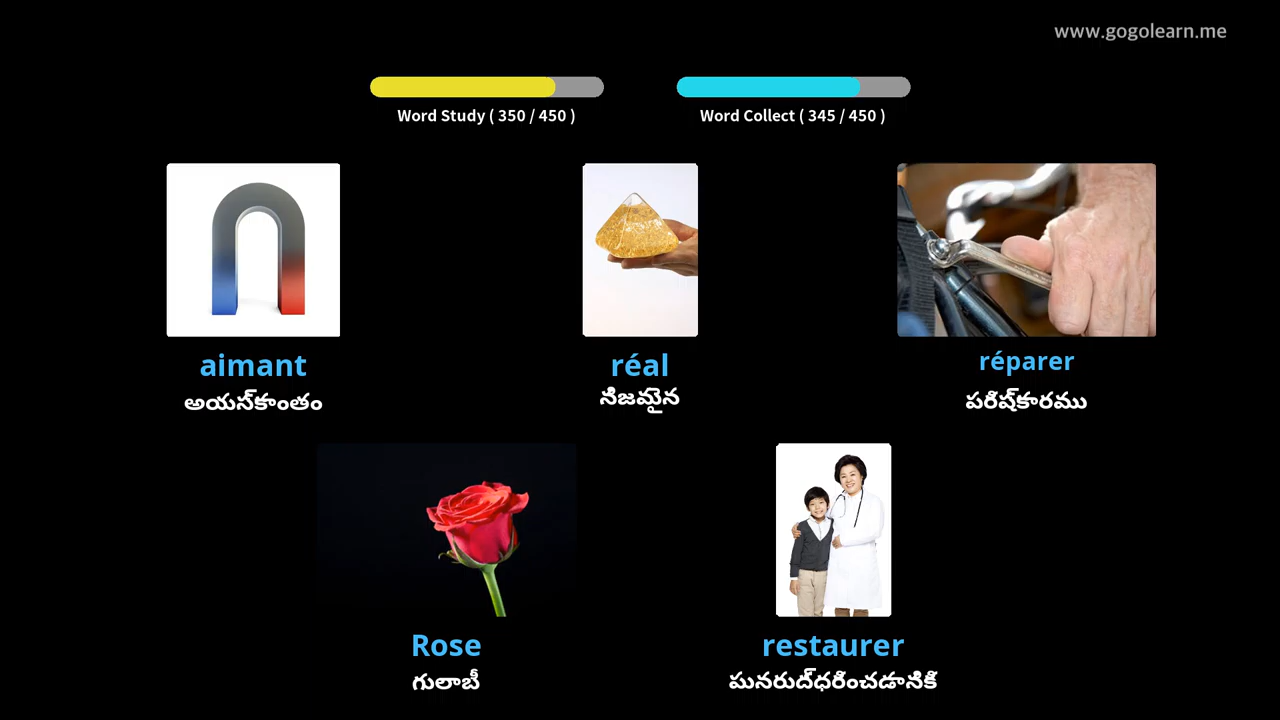 www.gogolearn.me
Word Study ( 350 / 450 )
Word Collect ( 345 / 450 )
aimant
అయస్‌కాంతం
réal
నిజమైన
réparer
పరిష్‌కారము
Rose
గులాబీ
restaurer
పునరుద్‌ధరించడానికి